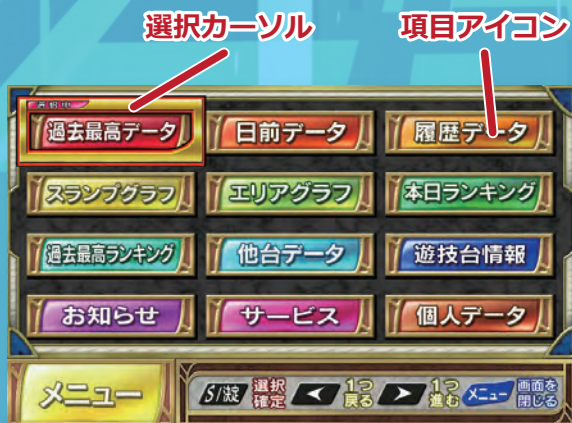 選択カーソル 項目アイコン
選択中
過去最高データ 日前データ 履歴データ
スランプグラフ エリアグラフ 本日ランキング
過去最高ランキング 他台データ 遊技台情報
お知らせ サービス 個人データ
メニュー S/決定 選択確定 < 1つ戻る > 1つ進む メニュー 画面を閉じる